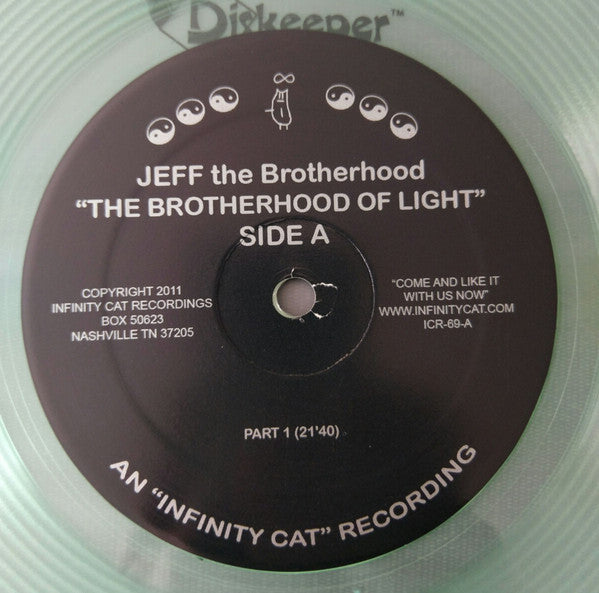 Diskeeper™
∞
JEFF the Brotherhood
“THE BROTHERHOOD OF LIGHT”
SIDE A
COPYRIGHT 2011
INFINITY CAT RECORDINGS
BOX 50623
NASHVILLE TN 37205
“COME AND LIKE IT
WITH US NOW”
WWW.INFINITYCAT.COM
ICR-69-A
PART 1 (21'40)
AN “INFINITY CAT” RECORDING